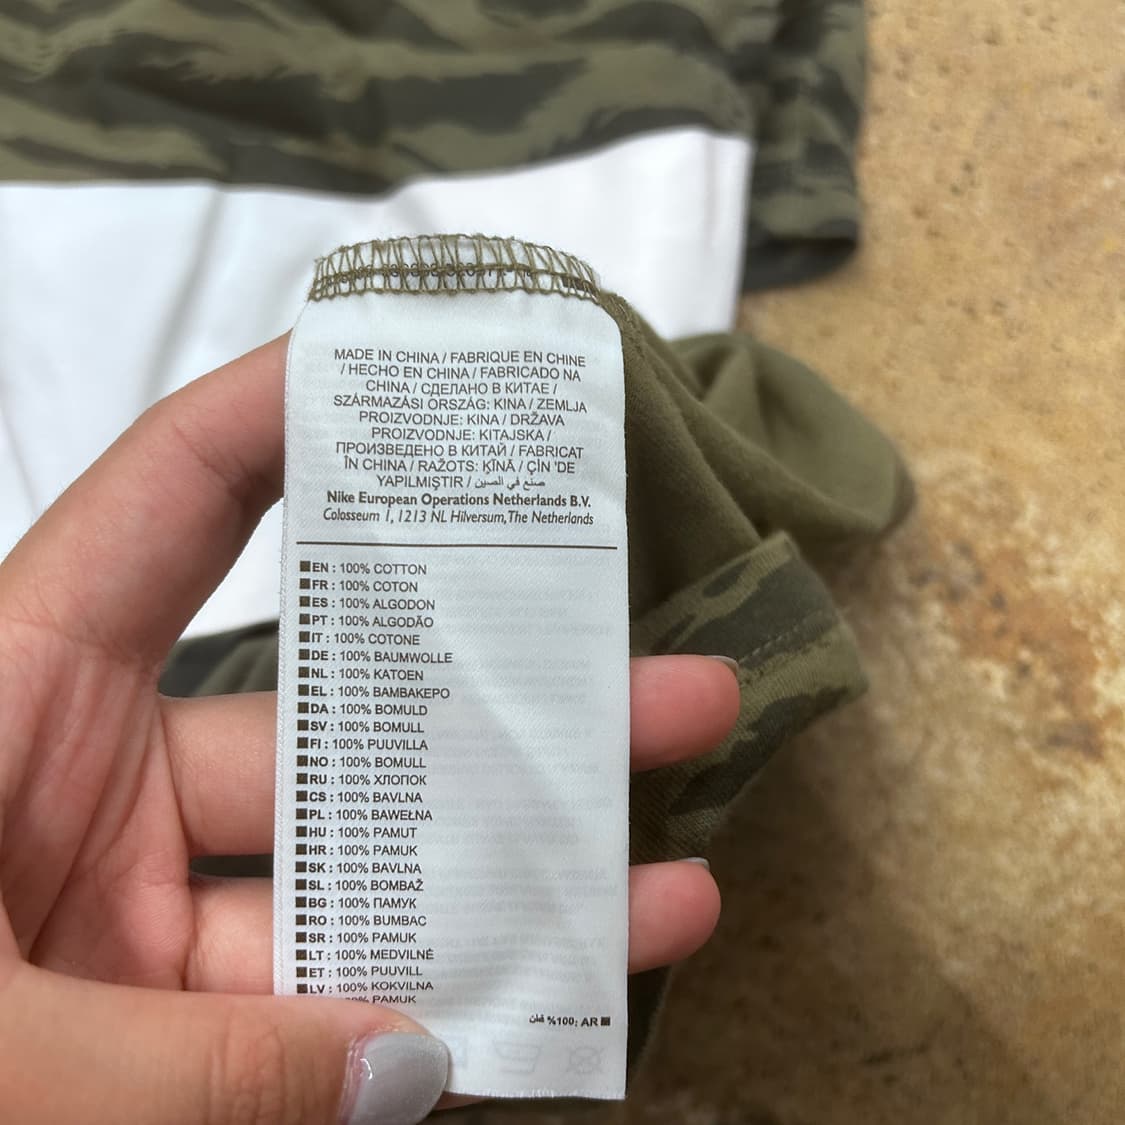 MADE IN CHINA / FABRIQUE EN CHINE
/ HECHO EN CHINA / FABRICADO NA
CHINA / СДЕЛАНО В КИТАЕ /
SZÁRMAZÁSI ORSZÁG: KINA / ZEMLJA
PROIZVODNJE: KINA / DRŽAVA
PROIZVODNJE: KITAJSKA /
ПРОИЗВЕДЕНО В КИТАЙ / FABRICAT
ÎN CHINA / RAŽOTS: ĶĪNĀ / ÇİN 'DE
YAPILMIŞTIR / صنع في الصين
Nike European Operations Netherlands B.V.
Colosseum 1, 1213 NL Hilversum, The Netherlands
EN : 100% COTTON
FR : 100% COTON
ES : 100% ALGODON
PT : 100% ALGODÃO
IT : 100% COTONE
DE : 100% BAUMWOLLE
NL : 100% KATOEN
EL : 100% ΒΑΜΒΑΚΕΡΟ
DA : 100% BOMULD
SV : 100% BOMULL
FI : 100% PUUVILLA
NO : 100% BOMULL
RU : 100% ХЛОПОК
CS : 100% BAVLNA
PL : 100% BAWEŁNA
HU : 100% PAMUT
HR : 100% PAMUK
SK : 100% BAVLNA
SL : 100% BOMBAŽ
BG : 100% ПАМУК
RO : 100% BUMBAC
SR : 100% PAMUK
LT : 100% MEDVILNĖ
ET : 100% PUUVILL
LV : 100% KOKVILNA
PAMUK
قطن %100; AR